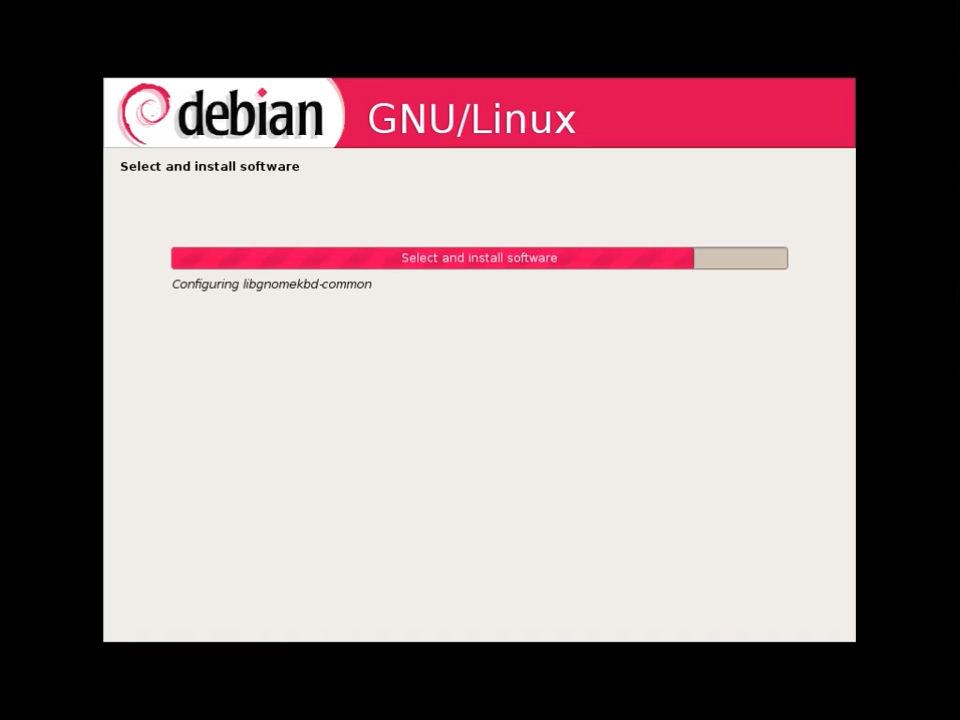 debian GNU/Linux
Select and install software
Select and install software
Configuring libgnomekbd-common